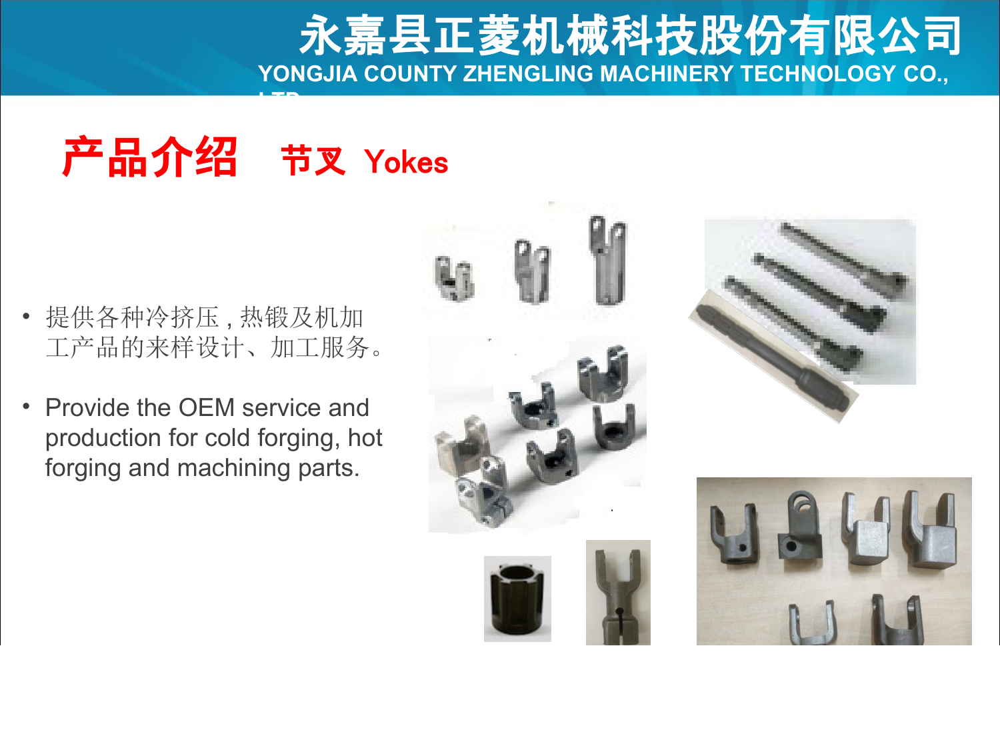 永嘉县正菱机械科技股份有限公司
YONGJIA COUNTY ZHENGLING MACHINERY TECHNOLOGY CO.,
LTD
产品介绍 节叉 Yokes
• 提供各种冷挤压 , 热锻及机加
工产品的来样设计、加工服务。
• Provide the OEM service and
production for cold forging, hot
forging and machining parts.